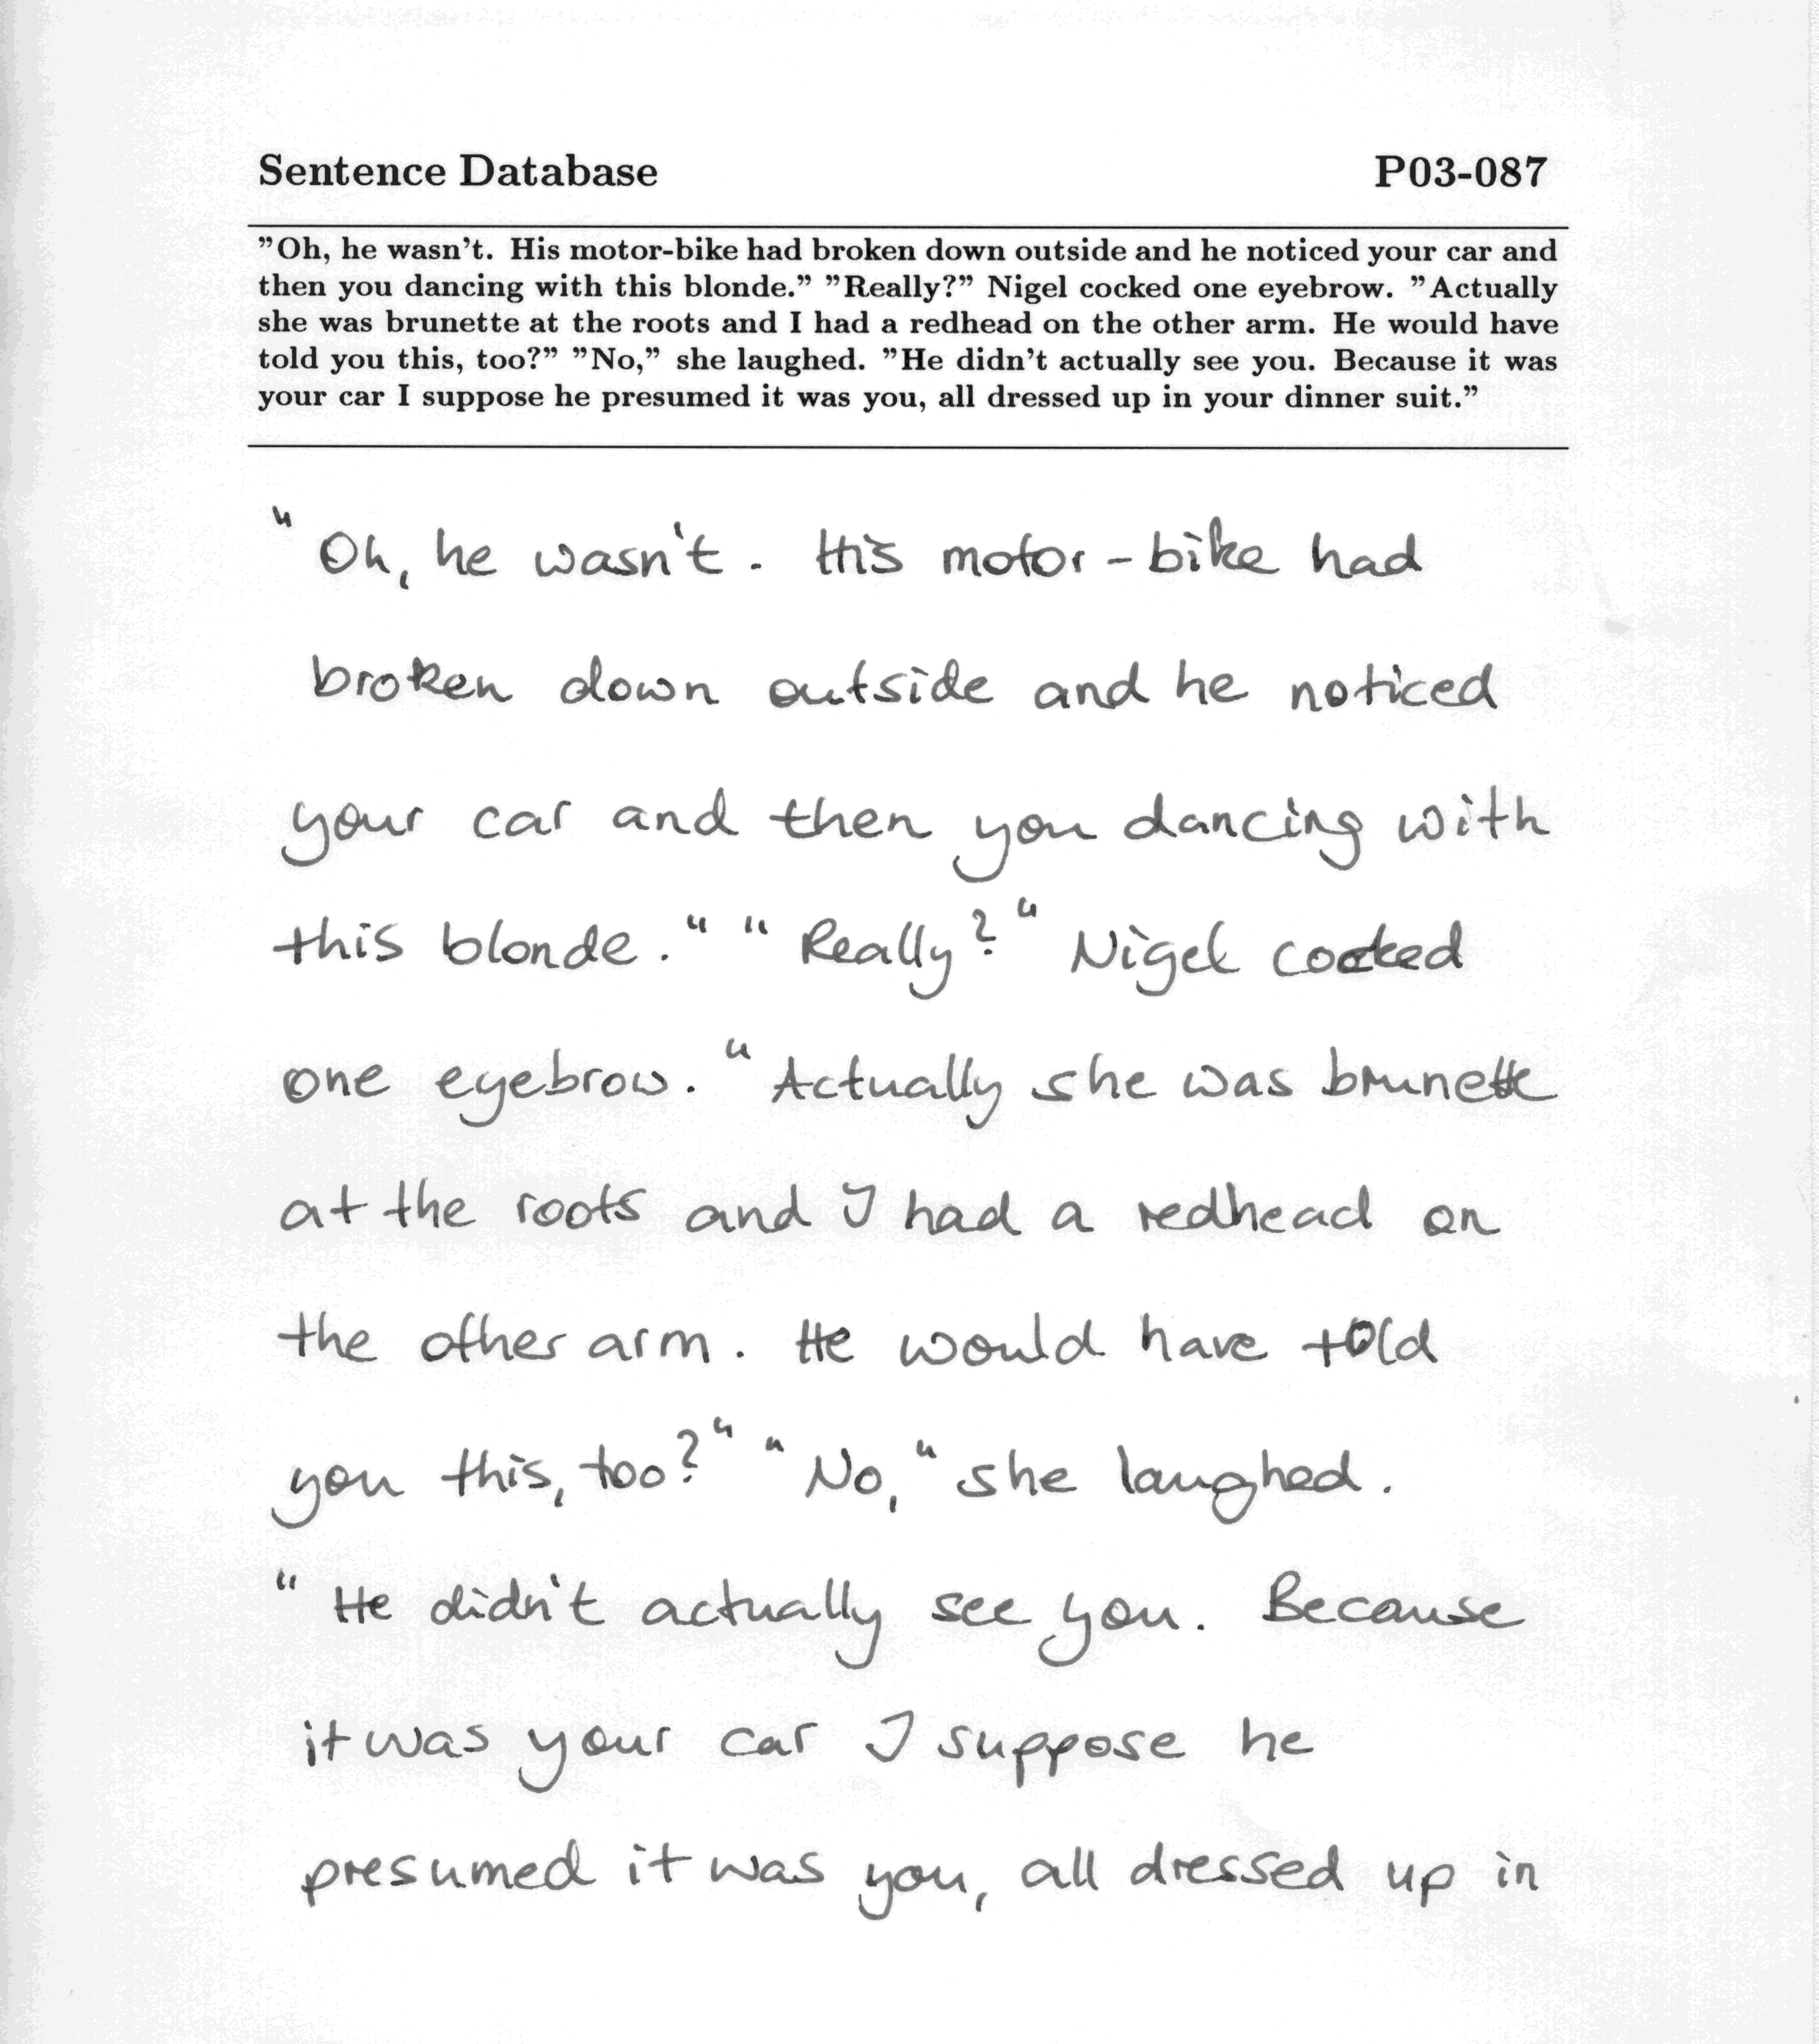 Sentence Database P03-087
”Oh, he wasn’t. His motor-bike had broken down outside and he noticed your car and
then you dancing with this blonde.” ”Really?” Nigel cocked one eyebrow. ”Actually
she was brunette at the roots and I had a redhead on the other arm. He would have
told you this, too?” ”No,” she laughed. ”He didn’t actually see you. Because it was
your car I suppose he presumed it was you, all dressed up in your dinner suit.”
“Oh, he wasn't. His motor-bike had
broken down outside and he noticed
your car and then you dancing with
this blonde.“ “Really?“ Nigel cocked
one eyebrow. “Actually she was brunette
at the roots and I had a redhead on
the other arm. He would have told
you this, too?“ “No,“ she laughed.
“He didn't actually see you. Because
it was your car I suppose he
presumed it was you, all dressed up in